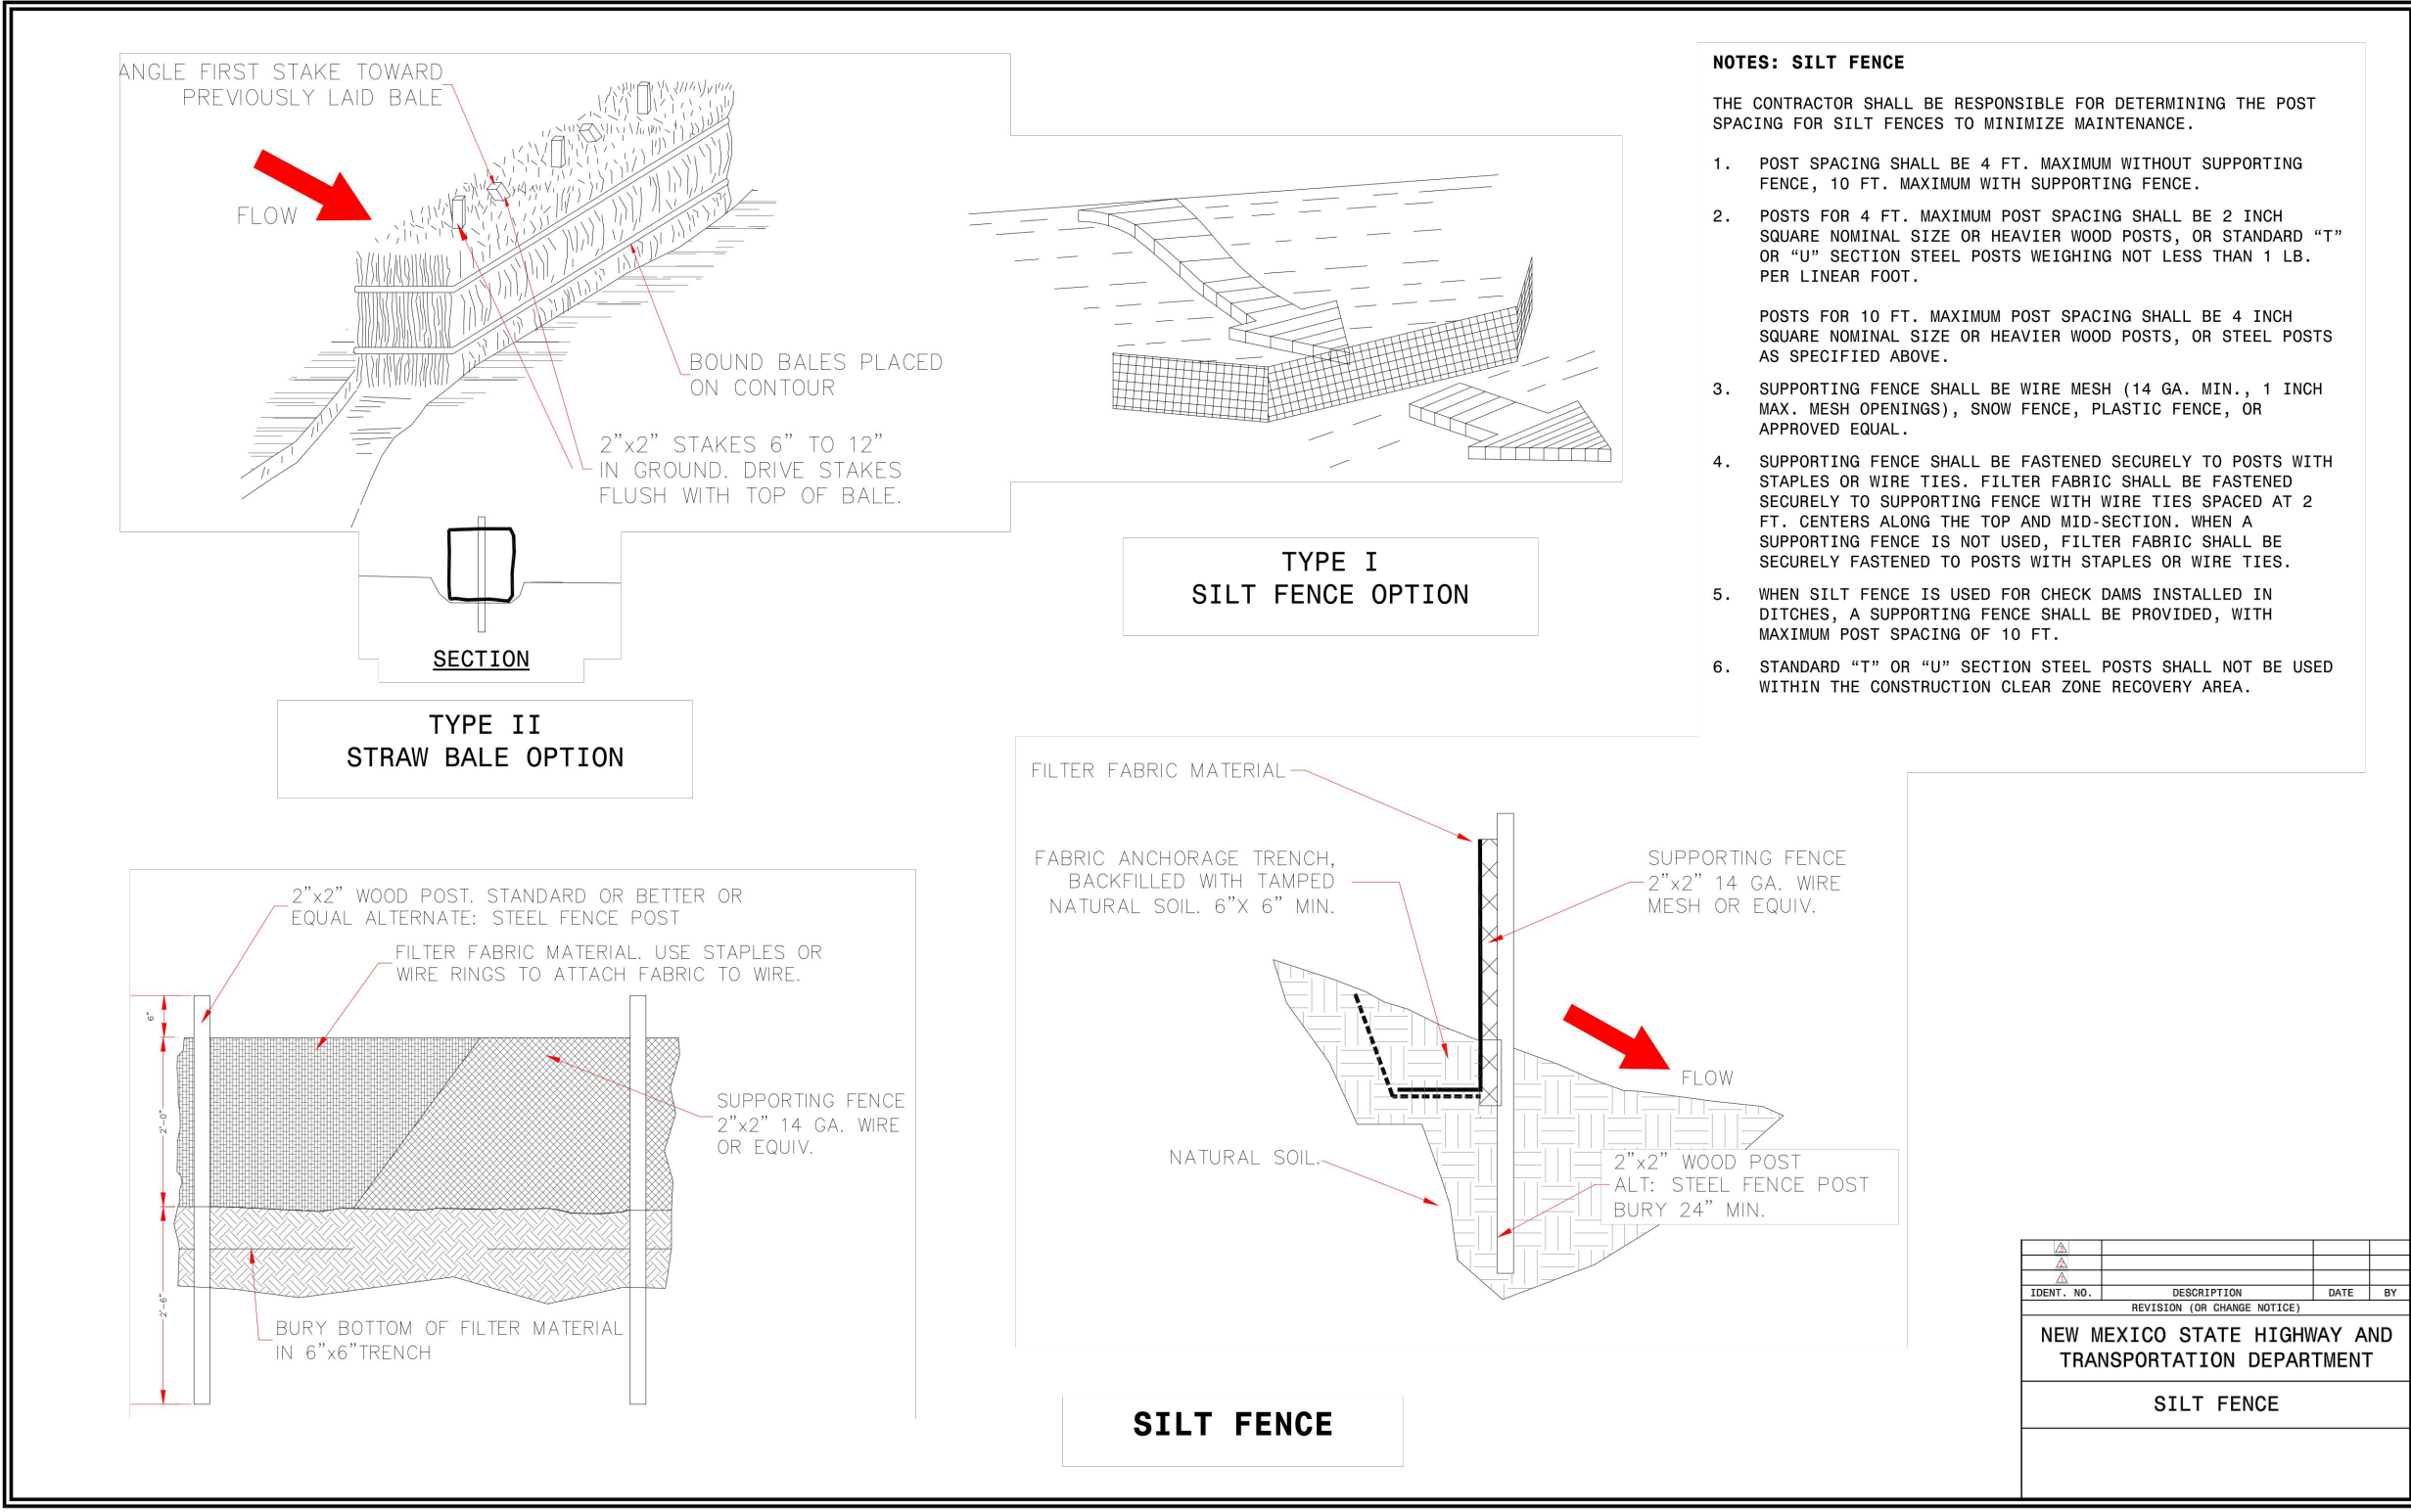 ANGLE FIRST STAKE TOWARD
PREVIOUSLY LAID BALE
FLOW
BOUND BALES PLACED
ON CONTOUR
2”x2” STAKES 6” TO 12”
IN GROUND. DRIVE STAKES
FLUSH WITH TOP OF BALE.
SECTION
TYPE II
STRAW BALE OPTION
TYPE I
SILT FENCE OPTION
NOTES: SILT FENCE
THE CONTRACTOR SHALL BE RESPONSIBLE FOR DETERMINING THE POST
SPACING FOR SILT FENCES TO MINIMIZE MAINTENANCE.
1. POST SPACING SHALL BE 4 FT. MAXIMUM WITHOUT SUPPORTING
FENCE, 10 FT. MAXIMUM WITH SUPPORTING FENCE.
2. POSTS FOR 4 FT. MAXIMUM POST SPACING SHALL BE 2 INCH
SQUARE NOMINAL SIZE OR HEAVIER WOOD POSTS, OR STANDARD “T”
OR “U” SECTION STEEL POSTS WEIGHING NOT LESS THAN 1 LB.
PER LINEAR FOOT.
POSTS FOR 10 FT. MAXIMUM POST SPACING SHALL BE 4 INCH
SQUARE NOMINAL SIZE OR HEAVIER WOOD POSTS, OR STEEL POSTS
AS SPECIFIED ABOVE.
3. SUPPORTING FENCE SHALL BE WIRE MESH (14 GA. MIN., 1 INCH
MAX. MESH OPENINGS), SNOW FENCE, PLASTIC FENCE, OR
APPROVED EQUAL.
4. SUPPORTING FENCE SHALL BE FASTENED SECURELY TO POSTS WITH
STAPLES OR WIRE TIES. FILTER FABRIC SHALL BE FASTENED
SECURELY TO SUPPORTING FENCE WITH WIRE TIES SPACED AT 2
FT. CENTERS ALONG THE TOP AND MID-SECTION. WHEN A
SUPPORTING FENCE IS NOT USED, FILTER FABRIC SHALL BE
SECURELY FASTENED TO POSTS WITH STAPLES OR WIRE TIES.
5. WHEN SILT FENCE IS USED FOR CHECK DAMS INSTALLED IN
DITCHES, A SUPPORTING FENCE SHALL BE PROVIDED, WITH
MAXIMUM POST SPACING OF 10 FT.
6. STANDARD “T” OR “U” SECTION STEEL POSTS SHALL NOT BE USED
WITHIN THE CONSTRUCTION CLEAR ZONE RECOVERY AREA.
2”x2” WOOD POST. STANDARD OR BETTER OR
EQUAL ALTERNATE: STEEL FENCE POST
FILTER FABRIC MATERIAL. USE STAPLES OR
WIRE RINGS TO ATTACH FABRIC TO WIRE.
6”
2’-0”
2’-6”
SUPPORTING FENCE
2”x2” 14 GA. WIRE
OR EQUIV.
BURY BOTTOM OF FILTER MATERIAL
IN 6”x6”TRENCH
FILTER FABRIC MATERIAL
FABRIC ANCHORAGE TRENCH,
BACKFILLED WITH TAMPED
NATURAL SOIL. 6”X 6” MIN.
SUPPORTING FENCE
2”x2” 14 GA. WIRE
MESH OR EQUIV.
FLOW
NATURAL SOIL.
2”x2” WOOD POST
ALT: STEEL FENCE POST
BURY 24” MIN.
SILT FENCE
3
2
1
IDENT. NO. DESCRIPTION DATE BY
REVISION (OR CHANGE NOTICE)
NEW MEXICO STATE HIGHWAY AND
TRANSPORTATION DEPARTMENT
SILT FENCE